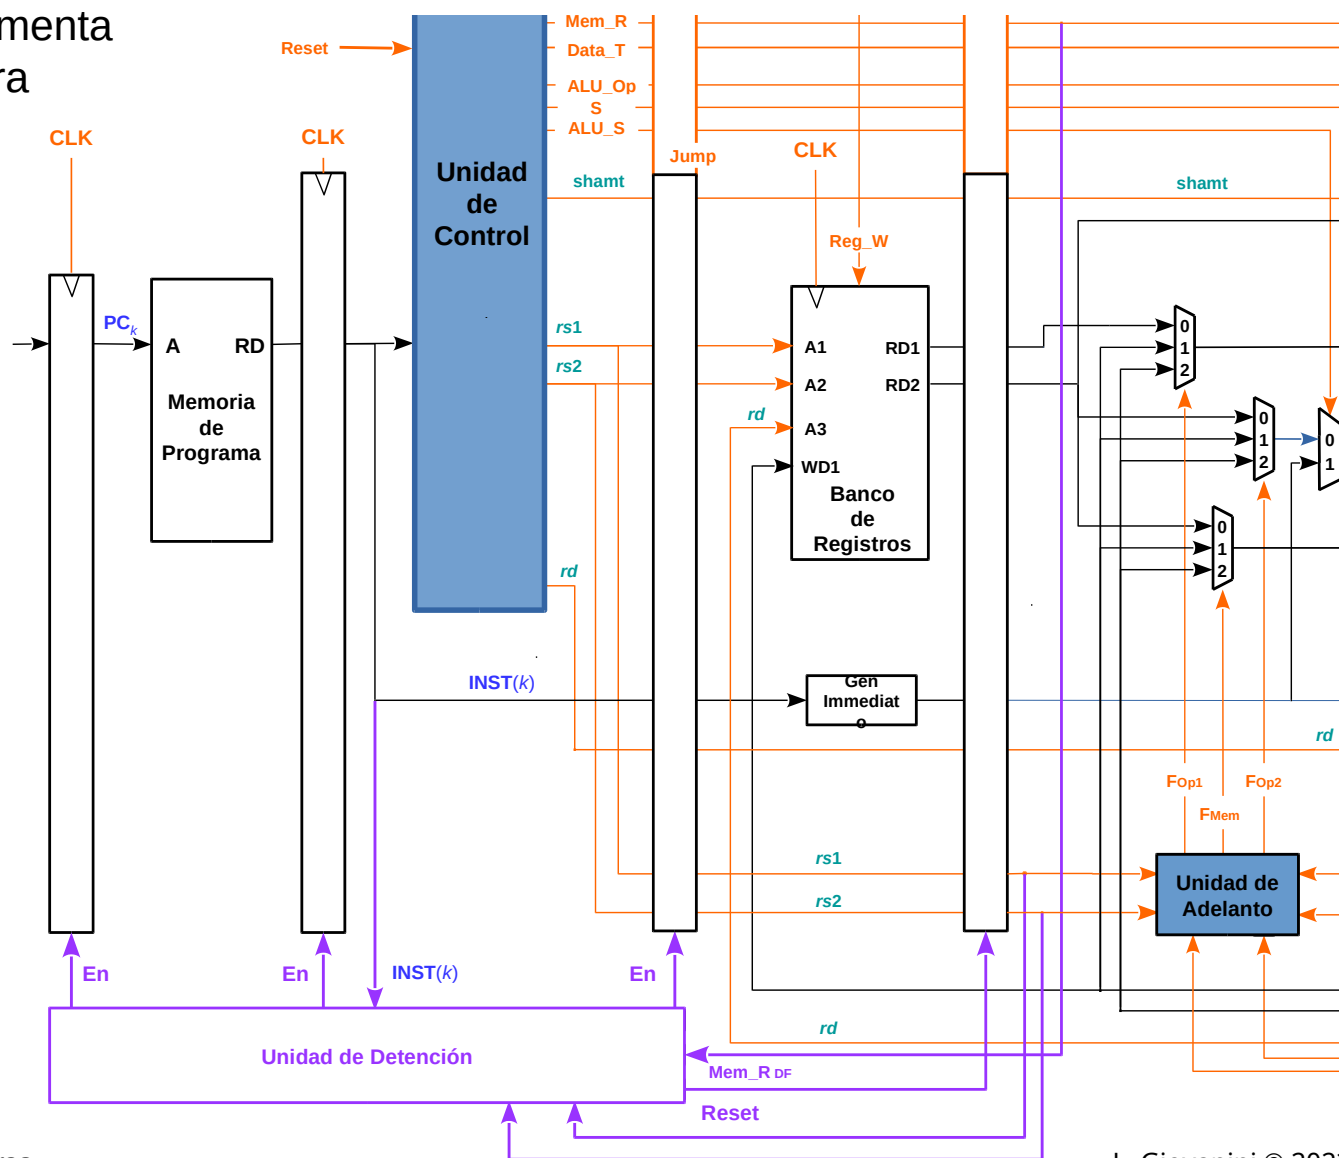 menta
ra
Reset
Mem_R
Data_T
ALU_Op
S
ALU_S
CLK
CLK
Jump
CLK
Unidad
de
Control
shamt
shamt
Reg_W
PCk
A
RD
Memoria
de
Programa
rs1
rs2
rd
A1
A2
A3
WD1
RD1
RD2
Banco
de
Registros
0
1
2
0
1
2
0
1
0
1
2
rd
INST(k)
Gen
Immediat
o
rd
FOp1
FOp2
FMem
rs1
rs2
Unidad de
Adelanto
En
En
INST(k)
En
rd
Unidad de Detención
Mem_R DF
Reset